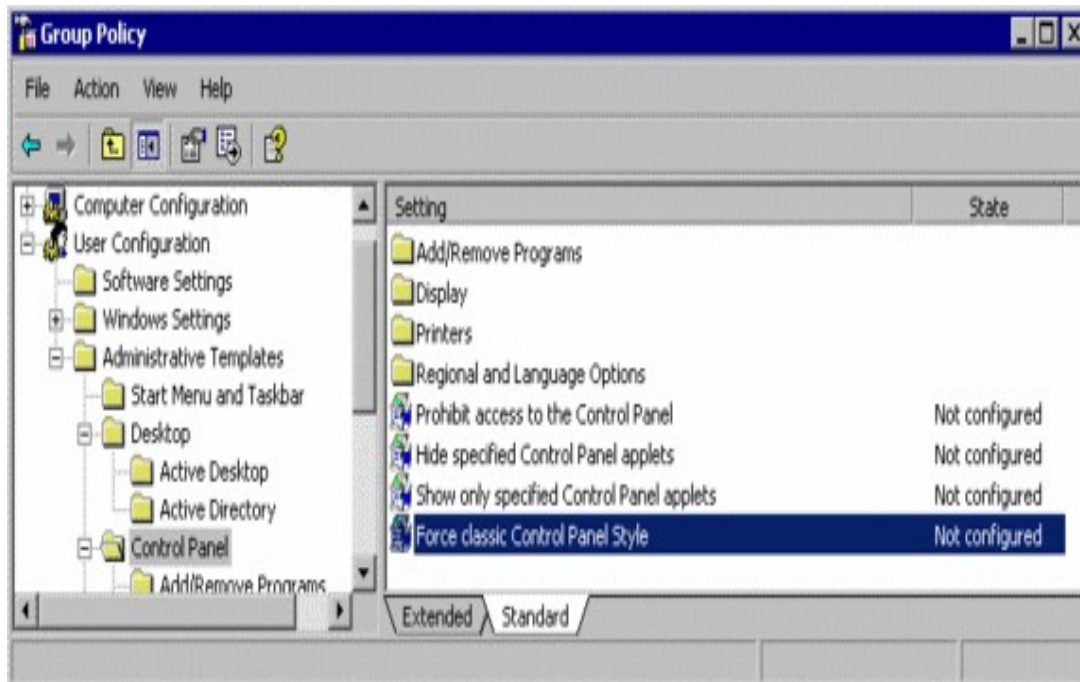 Group Policy
File Action View Help
Computer Configuration
User Configuration
Software Settings
Windows Settings
Administrative Templates
Start Menu and Taskbar
Desktop
Active Desktop
Active Directory
Control Panel
Add/Remove Programs
Setting State
Add/Remove Programs
Display
Printers
Regional and Language Options
Prohibit access to the Control Panel Not configured
Hide specified Control Panel applets Not configured
Show only specified Control Panel applets Not configured
Force classic Control Panel Style Not configured
Extended Standard